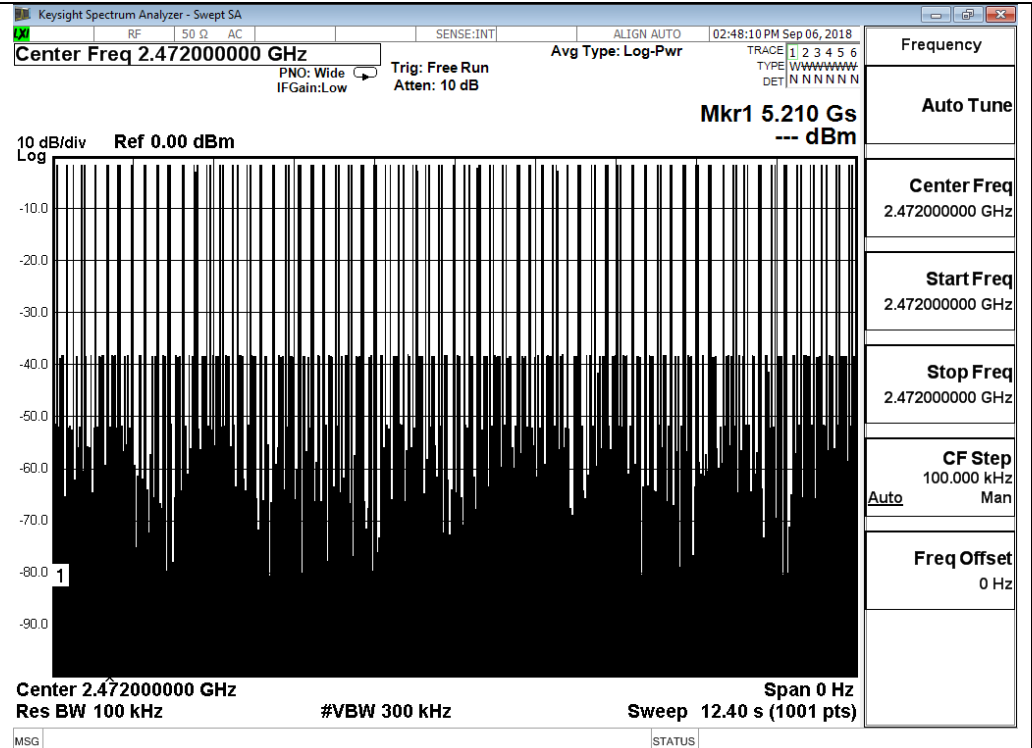 Keysight Spectrum Analyzer - Swept SA
LXI RF 50 Ω AC SENSE:INT ALIGN AUTO 02:48:10 PM Sep 06, 2018
Center Freq 2.472000000 GHz
PNO: Wide
IFGain:Low
Trig: Free Run
Atten: 10 dB
Avg Type: Log-Pwr
TRACE 1 2 3 4 5 6
TYPE WWWWWW
DET N N N N N N
Mkr1 5.210 Gs
--- dBm
10 dB/div Ref 0.00 dBm
Log
-10.0
-20.0
-30.0
-40.0
-50.0
-60.0
-70.0
-80.0
1
-90.0
Center 2.472000000 GHz Span 0 Hz
Res BW 100 kHz #VBW 300 kHz Sweep 12.40 s (1001 pts)
MSG STATUS
Frequency
Auto Tune
Center Freq
2.472000000 GHz
Start Freq
2.472000000 GHz
Stop Freq
2.472000000 GHz
CF Step
100.000 kHz
Auto Man
Freq Offset
0 Hz